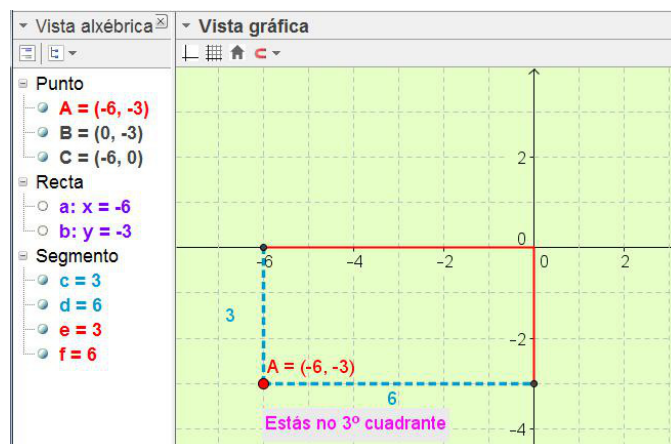 Vista alxébrica
Punto
A = (-6, -3)
B = (0, -3)
C = (-6, 0)
Recta
a: x = -6
b: y = -3
Segmento
c = 3
d = 6
e = 3
f = 6
Vista gráfica
2
0
-6 -4 -2 0 2
3
-2
A = (-6, -3)
6
Estás no 3º cuadrante
-4